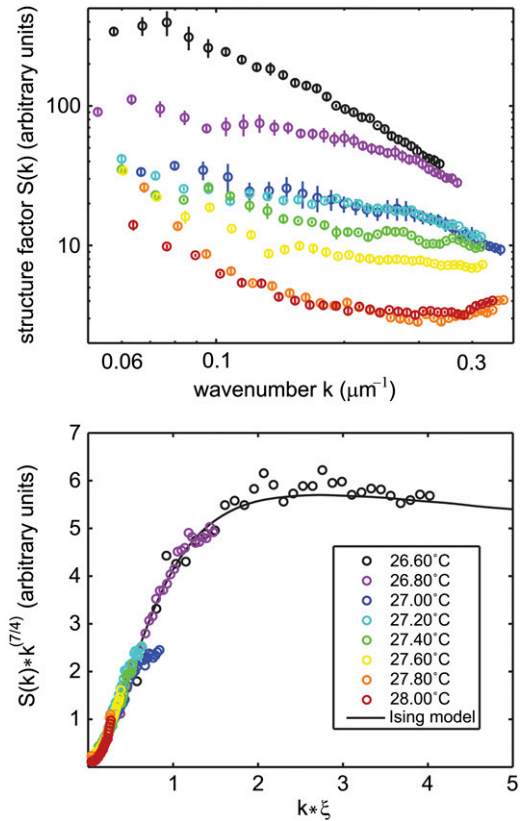 structure factor S(k) (arbitrary units)
100
10
0.06
0.1
0.3
wavenumber k (μm⁻¹)
S(k)*k^(7/4) (arbitrary units)
7
6
5
4
3
2
1
26.60°C
26.80°C
27.00°C
27.20°C
27.40°C
27.60°C
27.80°C
28.00°C
Ising model
1
2
3
4
5
k*ξ